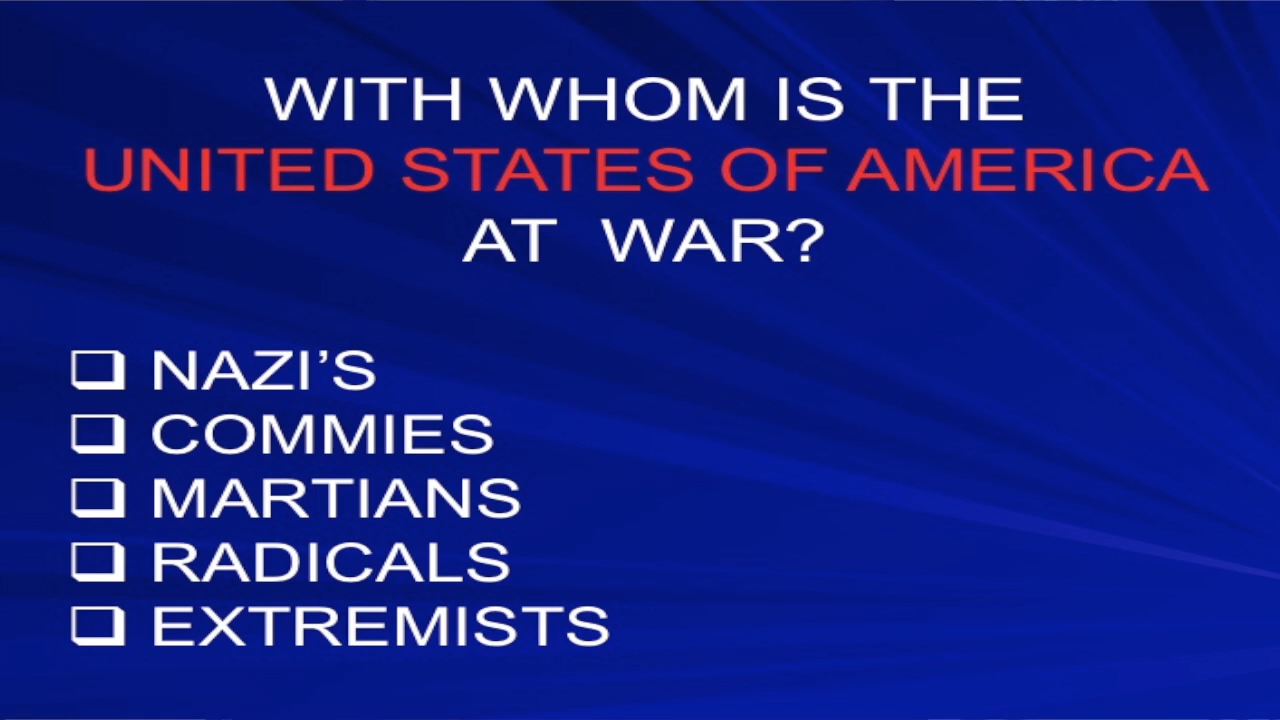 WITH WHOM IS THE
UNITED STATES OF AMERICA
AT WAR?
❑ NAZI’S
❑ COMMIES
❑ MARTIANS
❑ RADICALS
❑ EXTREMISTS